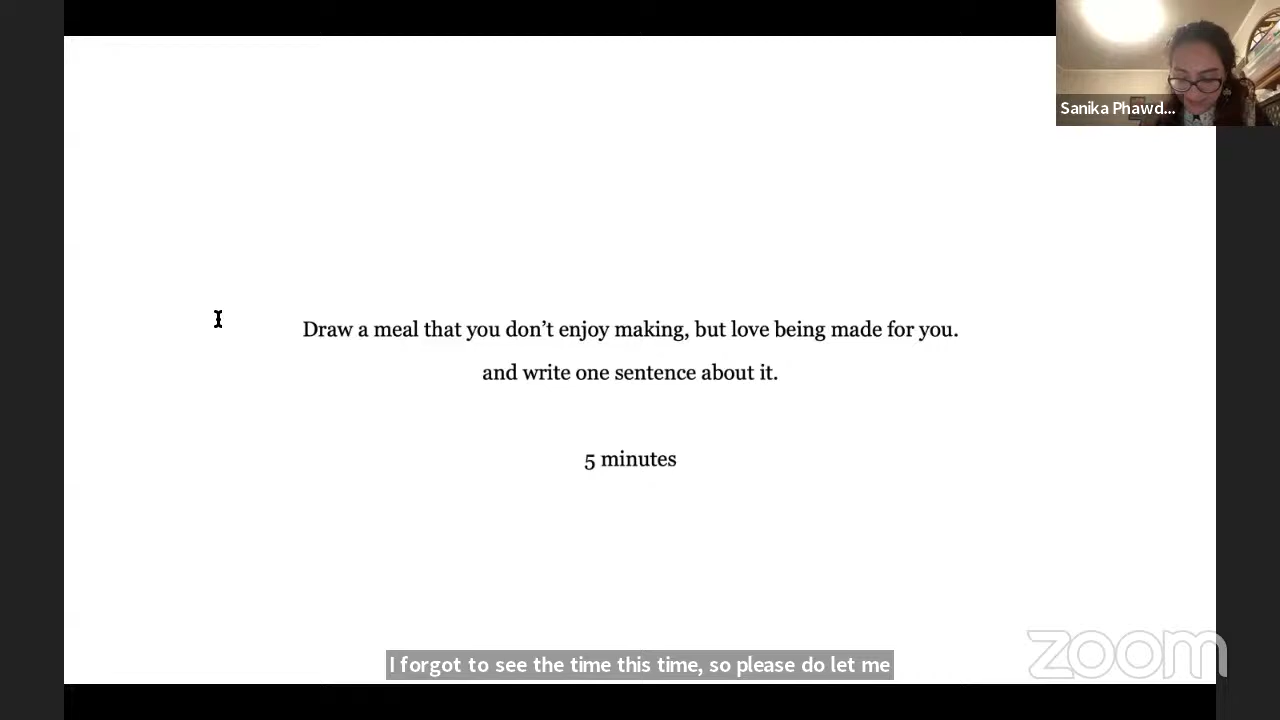 Sanika Phawd...
Draw a meal that you don’t enjoy making, but love being made for you.
and write one sentence about it.
5 minutes
I forgot to see the time this time, so please do let me
zoom